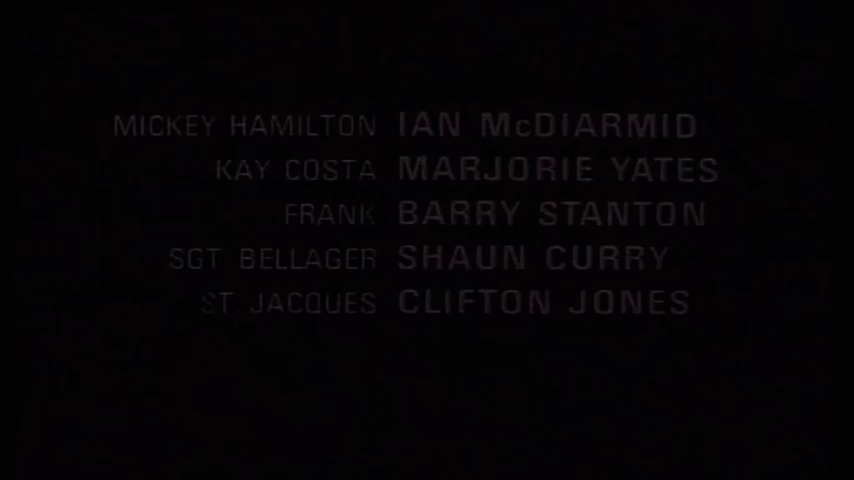 MICKEY HAMILTON IAN McDIARMID
KAY COSTA MARJORIE YATES
FRANK BARRY STANTON
SGT BELLAGER SHAUN CURRY
ST. JACQUES CLIFTON JONES